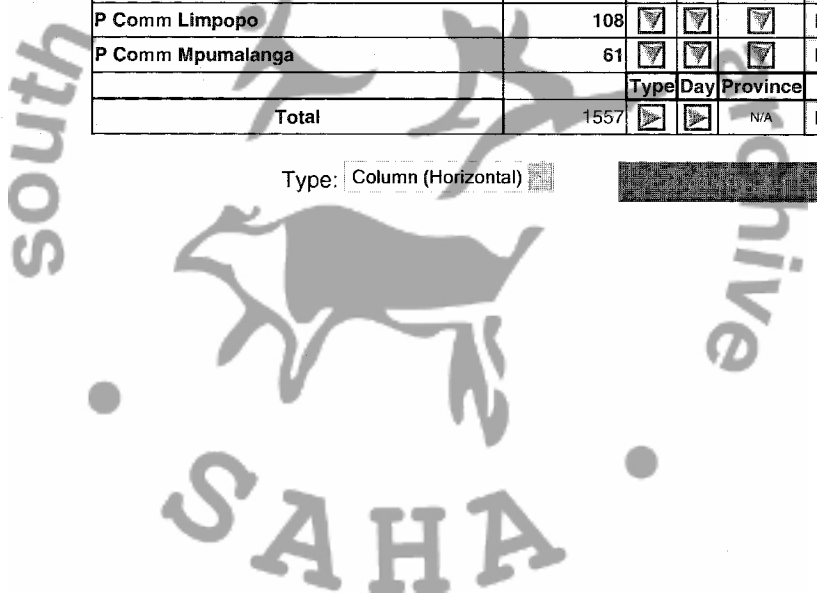 P Comm Limpopo 108
P Comm Mpumalanga 61
Type Day Province
Total 1557 N/A
Type: Column (Horizontal)
south
archive
SAHA